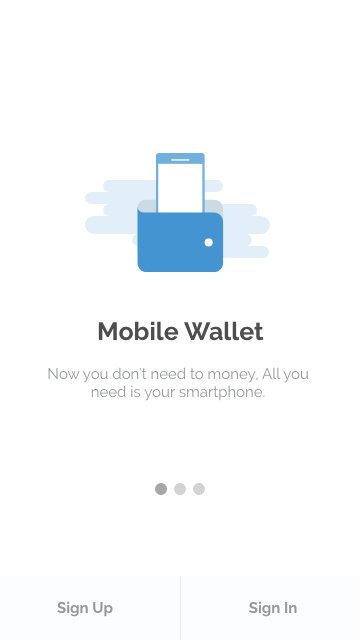 Mobile Wallet
Now you don't need to money, All you
need is your smartphone.
Sign Up
Sign In